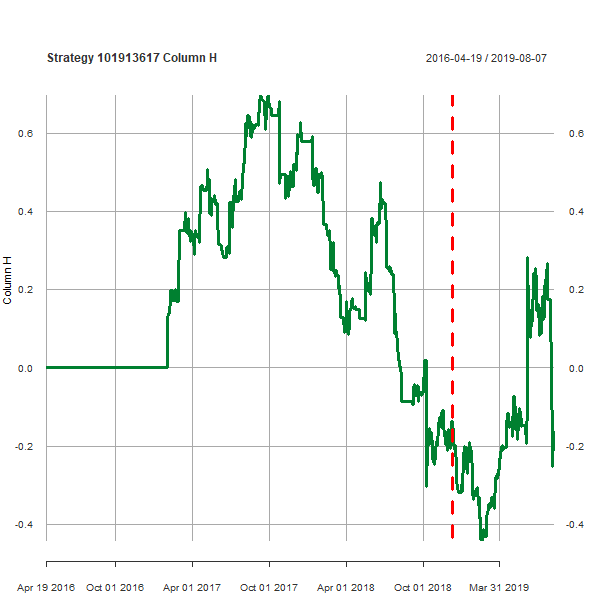 Strategy 101913617 Column H
2016-04-19 / 2019-08-07
0.6
0.6
0.4
0.4
0.2
0.2
0.0
0.0
-0.2
-0.2
-0.4
-0.4
Column H
Apr 19 2016
Oct 01 2016
Apr 01 2017
Oct 01 2017
Apr 01 2018
Oct 01 2018
Mar 31 2019